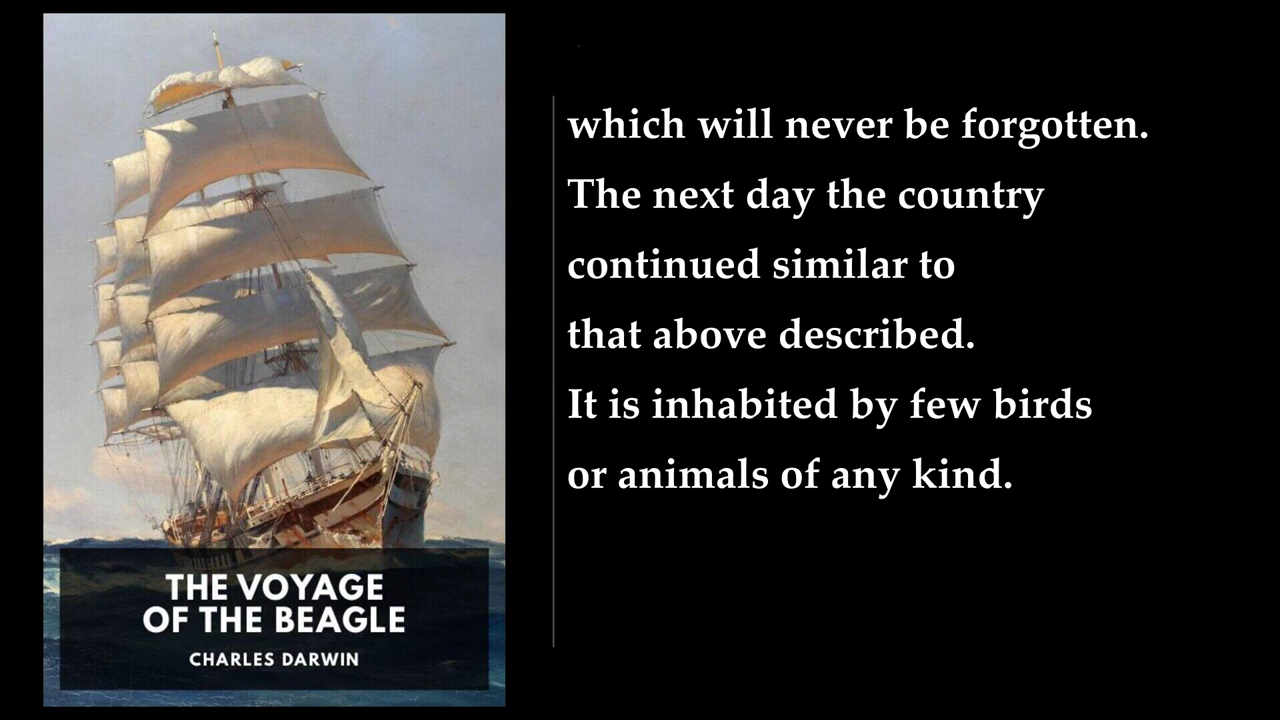 THE VOYAGE
OF THE BEAGLE
CHARLES DARWIN
which will never be forgotten.
The next day the country
continued similar to
that above described.
It is inhabited by few birds
or animals of any kind.